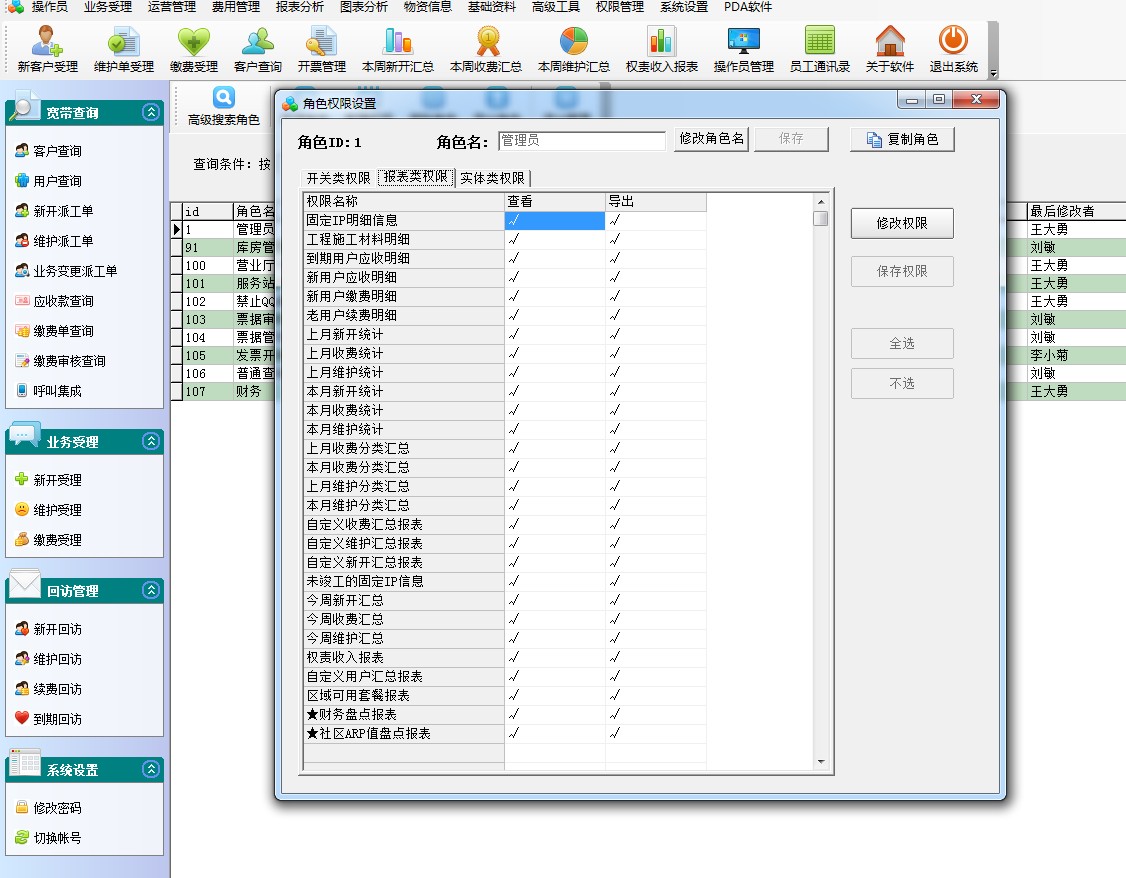 操作员 业务受理 运营管理 费用管理 报表分析 图表分析 物资信息 基础资料 高级工具 权限管理 系统设置 PDA软件
新客户受理 维护单受理 缴费受理 客户查询 开票管理 本周新开汇总 本周收费汇总 本周维护汇总 权责收入报表 操作员管理 员工通讯录 关于软件 退出系统
宽带查询
客户查询
用户查询
新开派工单
维护派工单
业务变更派工单
应收款查询
缴费单查询
缴费审核查询
呼叫集成
业务受理
新开受理
维护受理
缴费受理
回访管理
新开回访
维护回访
续费回访
到期回访
系统设置
修改密码
切换帐号
高级搜索角色
查询条件：按
id 角色名 最后修改者
1 管理员 王大勇
91 库房管 刘敏
100 营业厅 王大勇
101 服务站 王大勇
102 禁止QQ 王大勇
103 票据审 刘敏
104 票据管 刘敏
105 发票开 李小菊
106 普通查 刘敏
107 财务 王大勇
角色权限设置
角色ID:1 角色名: 管理员 修改角色名 保存 复制角色
开关类权限 报表类权限 实体类权限
权限名称 查看 导出
固定IP明细信息 √ √
工程施工材料明细 √ √
到期用户应收明细 √ √
新用户应收明细 √ √
新用户缴费明细 √ √
老用户续费明细 √ √
上月新开统计 √ √
上月收费统计 √ √
上月维护统计 √ √
本月新开统计 √ √
本月收费统计 √ √
本月维护统计 √ √
上月收费分类汇总 √ √
本月收费分类汇总 √ √
上月维护分类汇总 √ √
本月维护分类汇总 √ √
自定义收费汇总报表 √ √
自定义维护汇总报表 √ √
自定义新开汇总报表 √ √
未竣工的固定IP信息 √ √
今周新开汇总 √ √
今周收费汇总 √ √
今周维护汇总 √ √
权责收入报表 √ √
自定义用户汇总报表 √ √
区域可用套餐报表 √ √
★财务盘点报表 √ √
★社区ARP值盘点报表 √ √
修改权限
保存权限
全选
不选